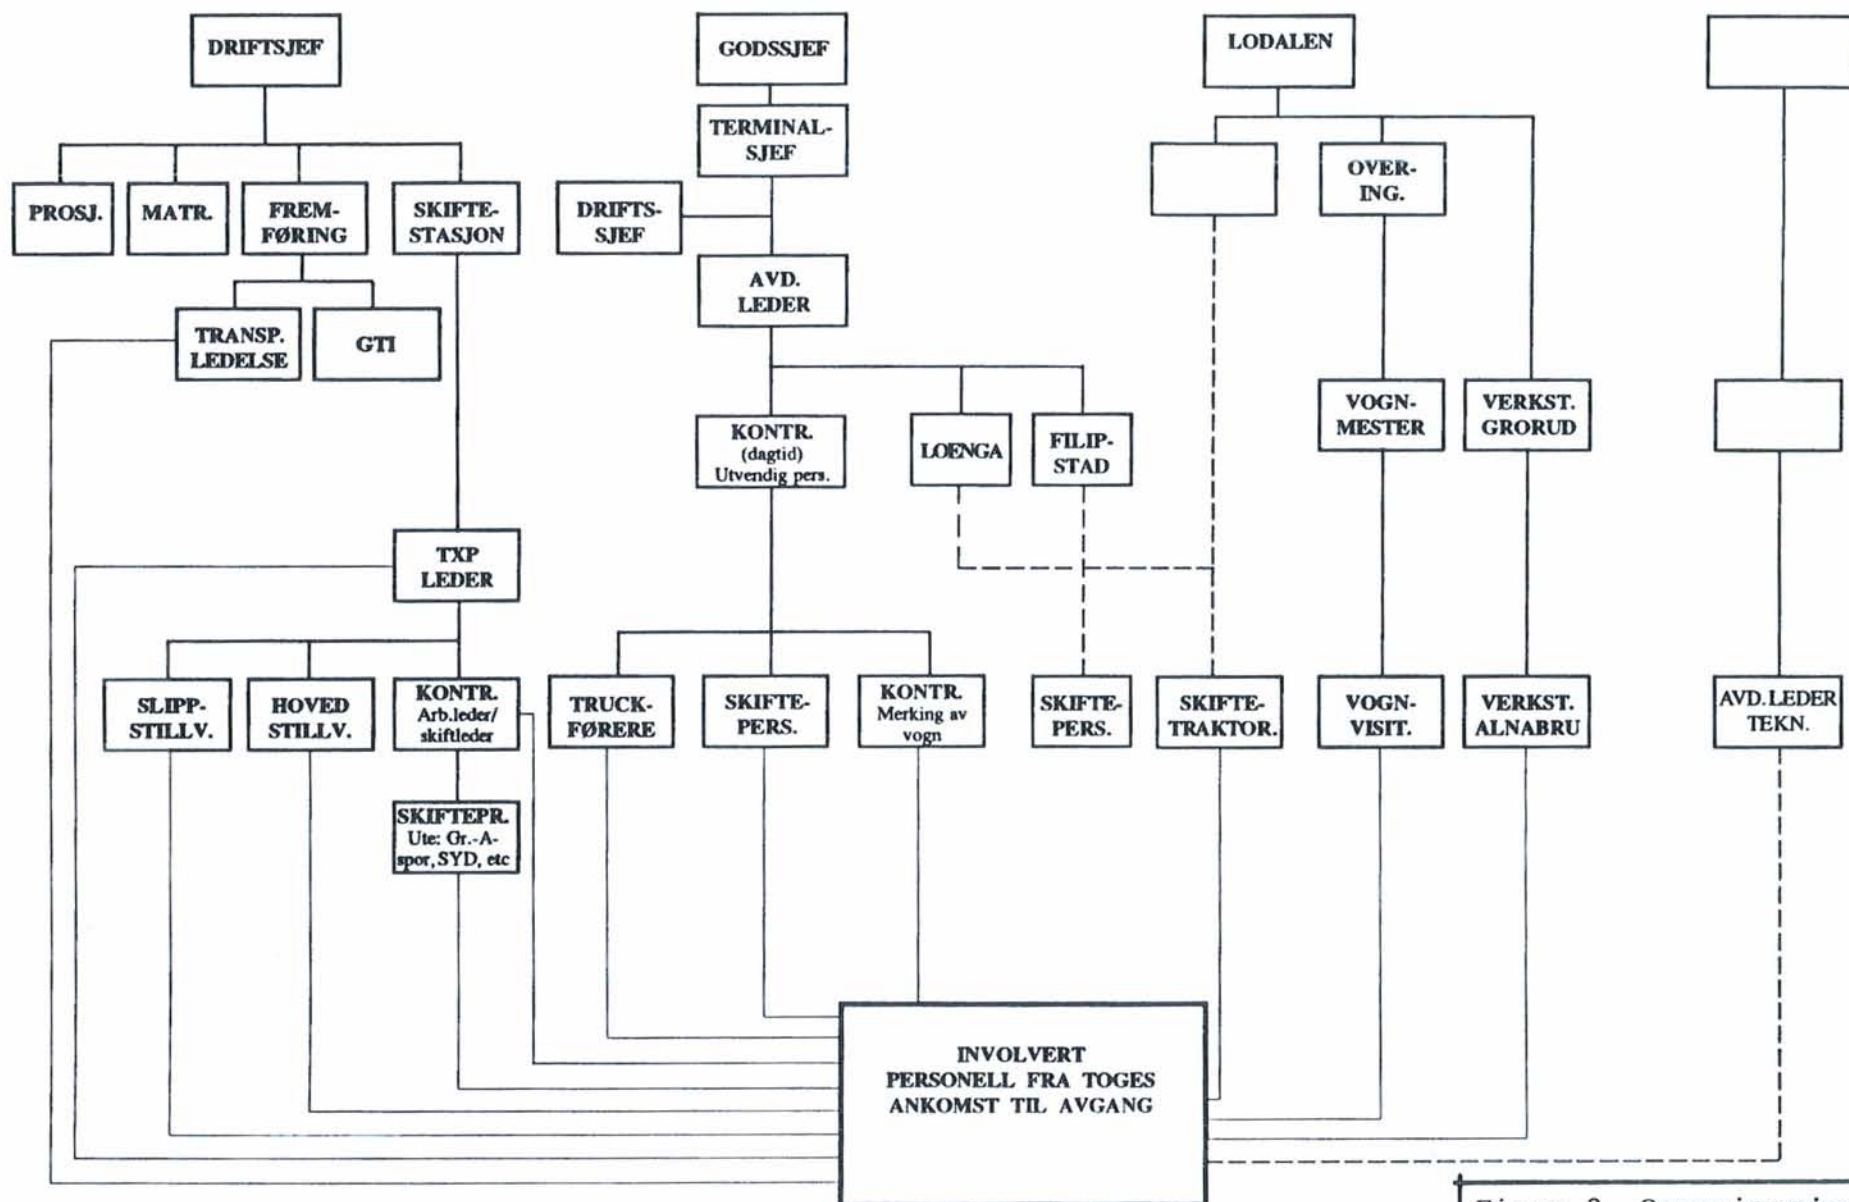 DRIFTSJEF
GODSSJEF
LODALEN
TERMINAL-
SJEF
OVER-
ING.
PROSJ.
MATR.
FREM-
FØRING
SKIFTE-
STASJON
DRIFTS-
SJEF
AVD.
LEDER
TRANSP.
LEDELSE
GTI
KONTR.
(dagtid)
Utvendig pers.
LOENGA
FILIP-
STAD
VOGN-
MESTER
VERKST.
GRORUD
TXP
LEDER
SLIPP-
STILLV.
HOVED
STILLV.
KONTR.
Arb.leder/
skiftleder
TRUCK-
FØRERE
SKIFTE-
PERS.
KONTR.
Merking av
vogn
SKIFTE-
PERS.
SKIFTE-
TRAKTOR.
VOGN-
VISIT.
VERKST.
ALNABRU
AVD.LEDER
TEKN.
SKIFTEPR.
Ute: Gr.-A-
spor, SYD, etc
INVOLVERT
PERSONELL FRA TOGES
ANKOMST TIL AVGANG